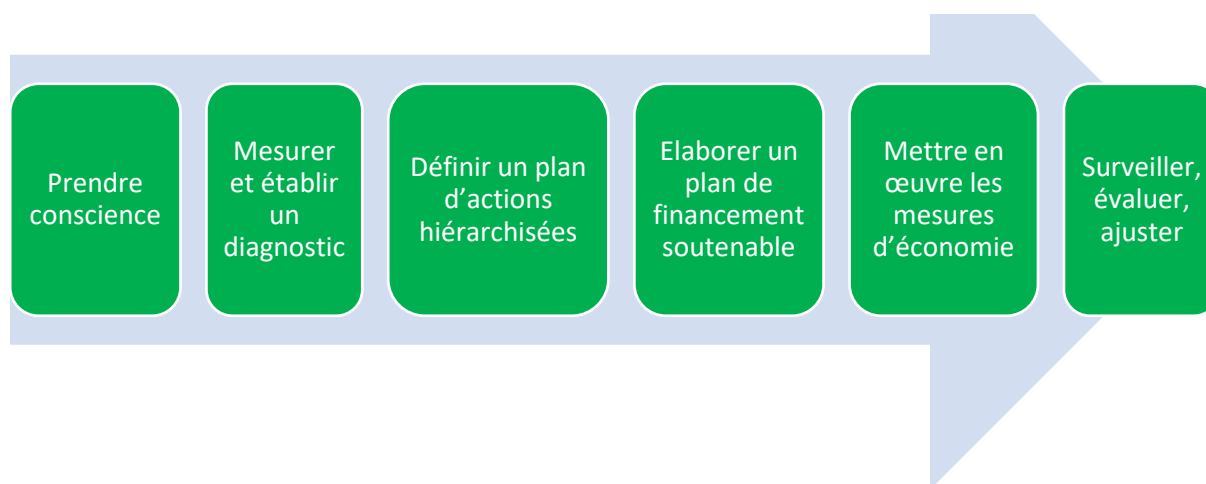 Prendre
conscience
Mesurer
et établir
un
diagnostic
Définir un plan
d’actions
hiérarchisées
Elaborer un
plan de
financement
soutenable
Mettre en
œuvre les
mesures
d’économie
Surveiller,
évaluer,
ajuster